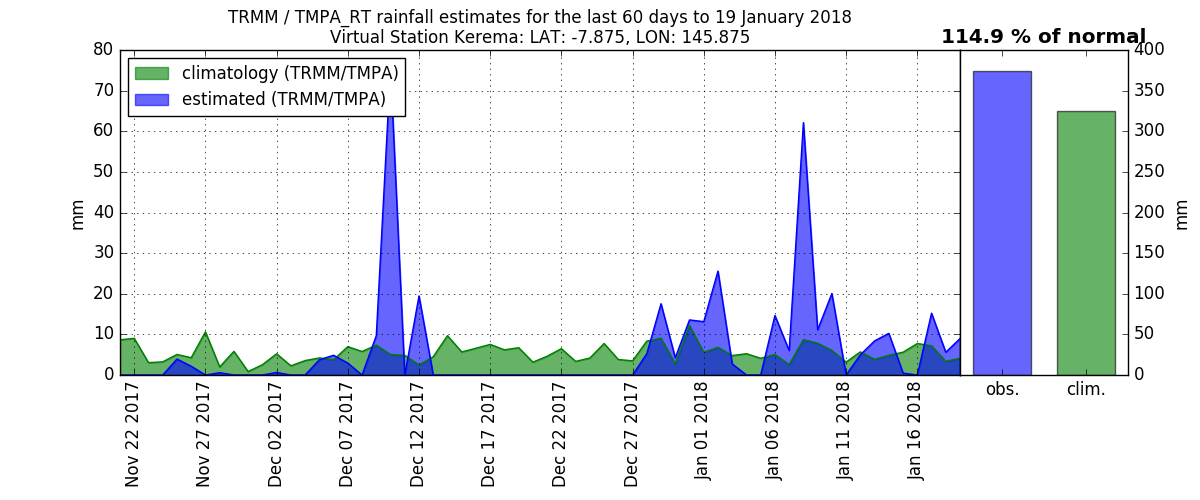 TRMM / TMPA_RT rainfall estimates for the last 60 days to 19 January 2018
Virtual Station Kerema: LAT: -7.875, LON: 145.875
114.9 % of normal
climatology (TRMM/TMPA)
estimated (TRMM/TMPA)
mm
80
70
60
50
40
30
20
10
0
Nov 22 2017
Nov 27 2017
Dec 02 2017
Dec 07 2017
Dec 12 2017
Dec 17 2017
Dec 22 2017
Dec 27 2017
Jan 01 2018
Jan 06 2018
Jan 11 2018
Jan 16 2018
obs.
clim.
400
350
300
250
200
150
100
50
0
mm